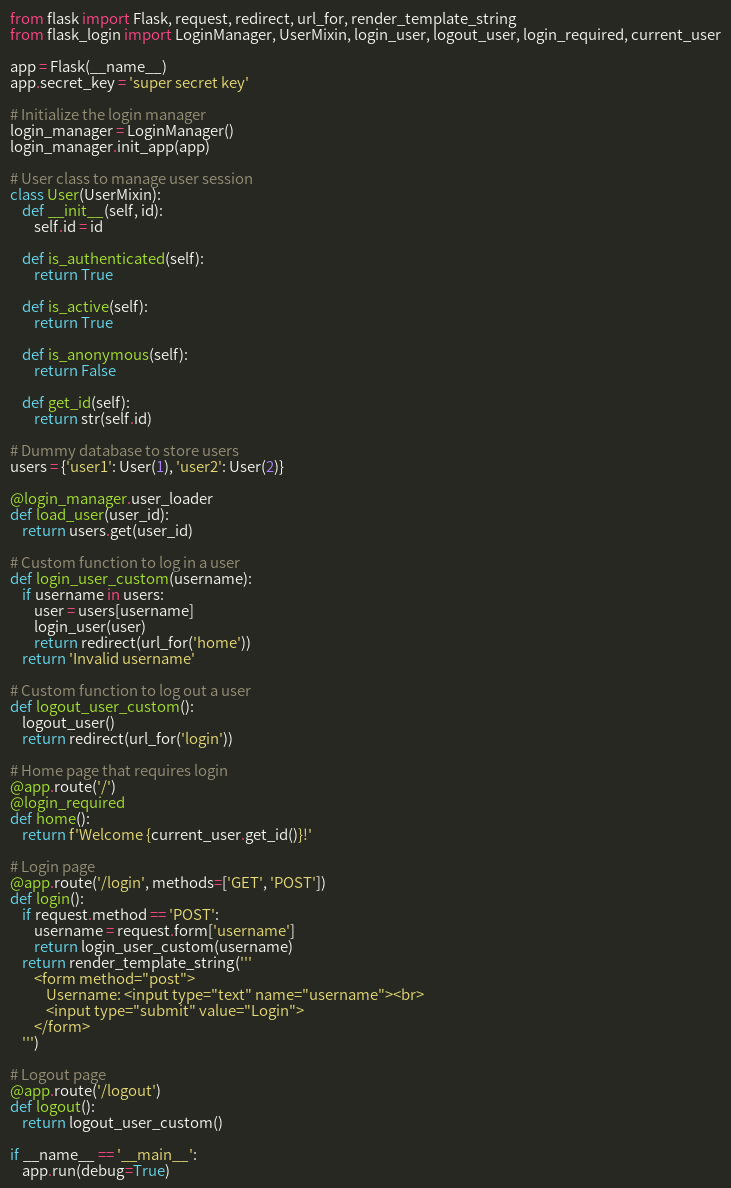 from flask import Flask, request, redirect, url_for, render_template_string
from flask_login import LoginManager, UserMixin, login_user, logout_user, login_required, current_user

app = Flask(__name__)
app.secret_key = 'super secret key'

# Initialize the login manager
login_manager = LoginManager()
login_manager.init_app(app)

# User class to manage user session
class User(UserMixin):
    def __init__(self, id):
        self.id = id

    def is_authenticated(self):
        return True

    def is_active(self):
        return True

    def is_anonymous(self):
        return False

    def get_id(self):
        return str(self.id)

# Dummy database to store users
users = {'user1': User(1), 'user2': User(2)}

@login_manager.user_loader
def load_user(user_id):
    return users.get(user_id)

# Custom function to log in a user
def login_user_custom(username):
    if username in users:
        user = users[username]
        login_user(user)
        return redirect(url_for('home'))
    return 'Invalid username'

# Custom function to log out a user
def logout_user_custom():
    logout_user()
    return redirect(url_for('login'))

# Home page that requires login
@app.route('/')
@login_required
def home():
    return f'Welcome {current_user.get_id()}!'

# Login page
@app.route('/login', methods=['GET', 'POST'])
def login():
    if request.method == 'POST':
        username = request.form['username']
        return login_user_custom(username)
    return render_template_string('''
        <form method="post">
            Username: <input type="text" name="username"><br>
            <input type="submit" value="Login">
        </form>
    ''')

# Logout page
@app.route('/logout')
def logout():
    return logout_user_custom()

if __name__ == '__main__':
    app.run(debug=True)